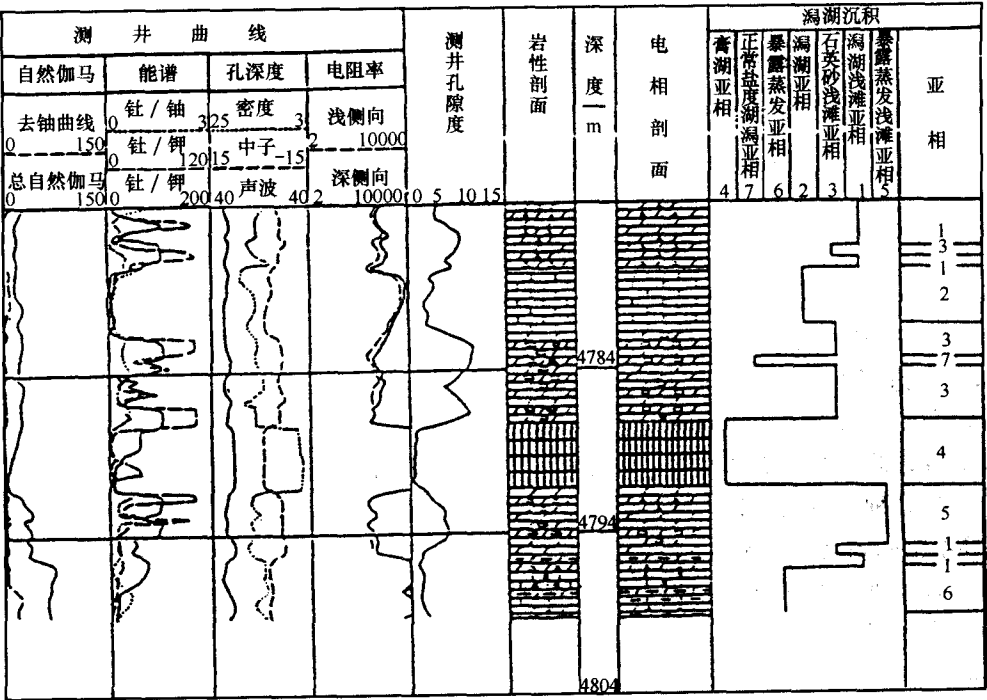 测 井 曲 线
自然伽马
能谱
孔深度
电阻率
去铀曲线
0 150
总自然伽马
0 150
钍/铀
0 3
钍/钾
0 120
钍/钾
0 200
密度
25 3
中子
15 -15
声波
40 40
浅侧向
2 10000
深侧向
2 10000
测井孔隙度
0 5 10 15
岩性剖面
深度—m
电相剖面
潟湖沉积
膏湖亚相
4
正常盐度湖潟亚相
7
暴露蒸发亚相
6
潟湖亚相
2
石英砂浅滩亚相
3
潟湖浅滩亚相
1
暴露蒸发浅滩亚相
5
亚相
1
3
1
2
3
7
3
4
5
1
1
6
4784
4794
4804